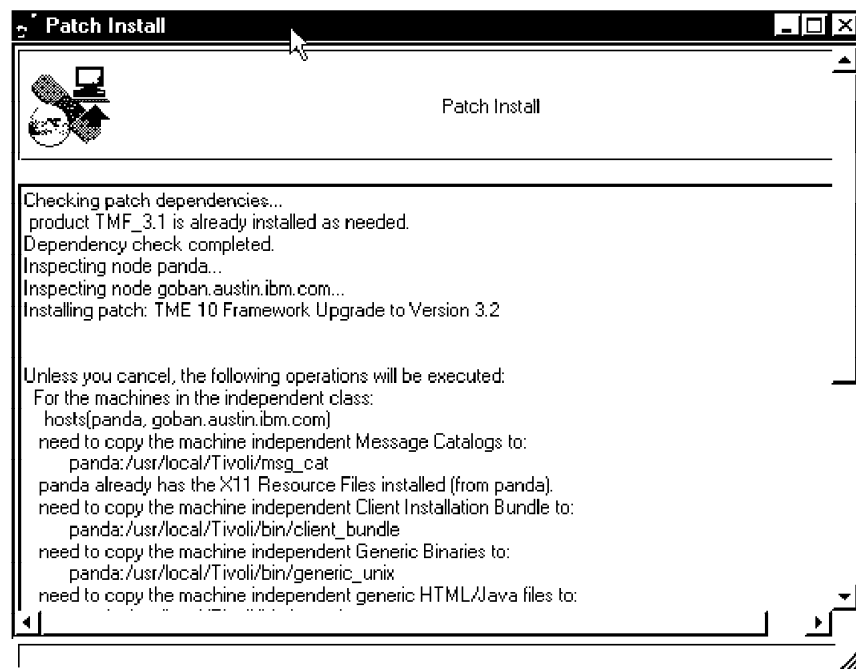 Patch Install
Patch Install
Checking patch dependencies...
product TMF_3.1 is already installed as needed.
Dependency check completed.
Inspecting node panda...
Inspecting node goban.austin.ibm.com...
Installing patch: TME 10 Framework Upgrade to Version 3.2
Unless you cancel, the following operations will be executed:
For the machines in the independent class:
hosts(panda, goban.austin.ibm.com)
need to copy the machine independent Message Catalogs to:
panda:/usr/local/Tivoli/msg_cat
panda already has the X11 Resource Files installed (from panda).
need to copy the machine independent Client Installation Bundle to:
panda:/usr/local/Tivoli/bin/client_bundle
need to copy the machine independent Generic Binaries to:
panda:/usr/local/Tivoli/bin/generic_unix
need to copy the machine independent generic HTML/Java files to: